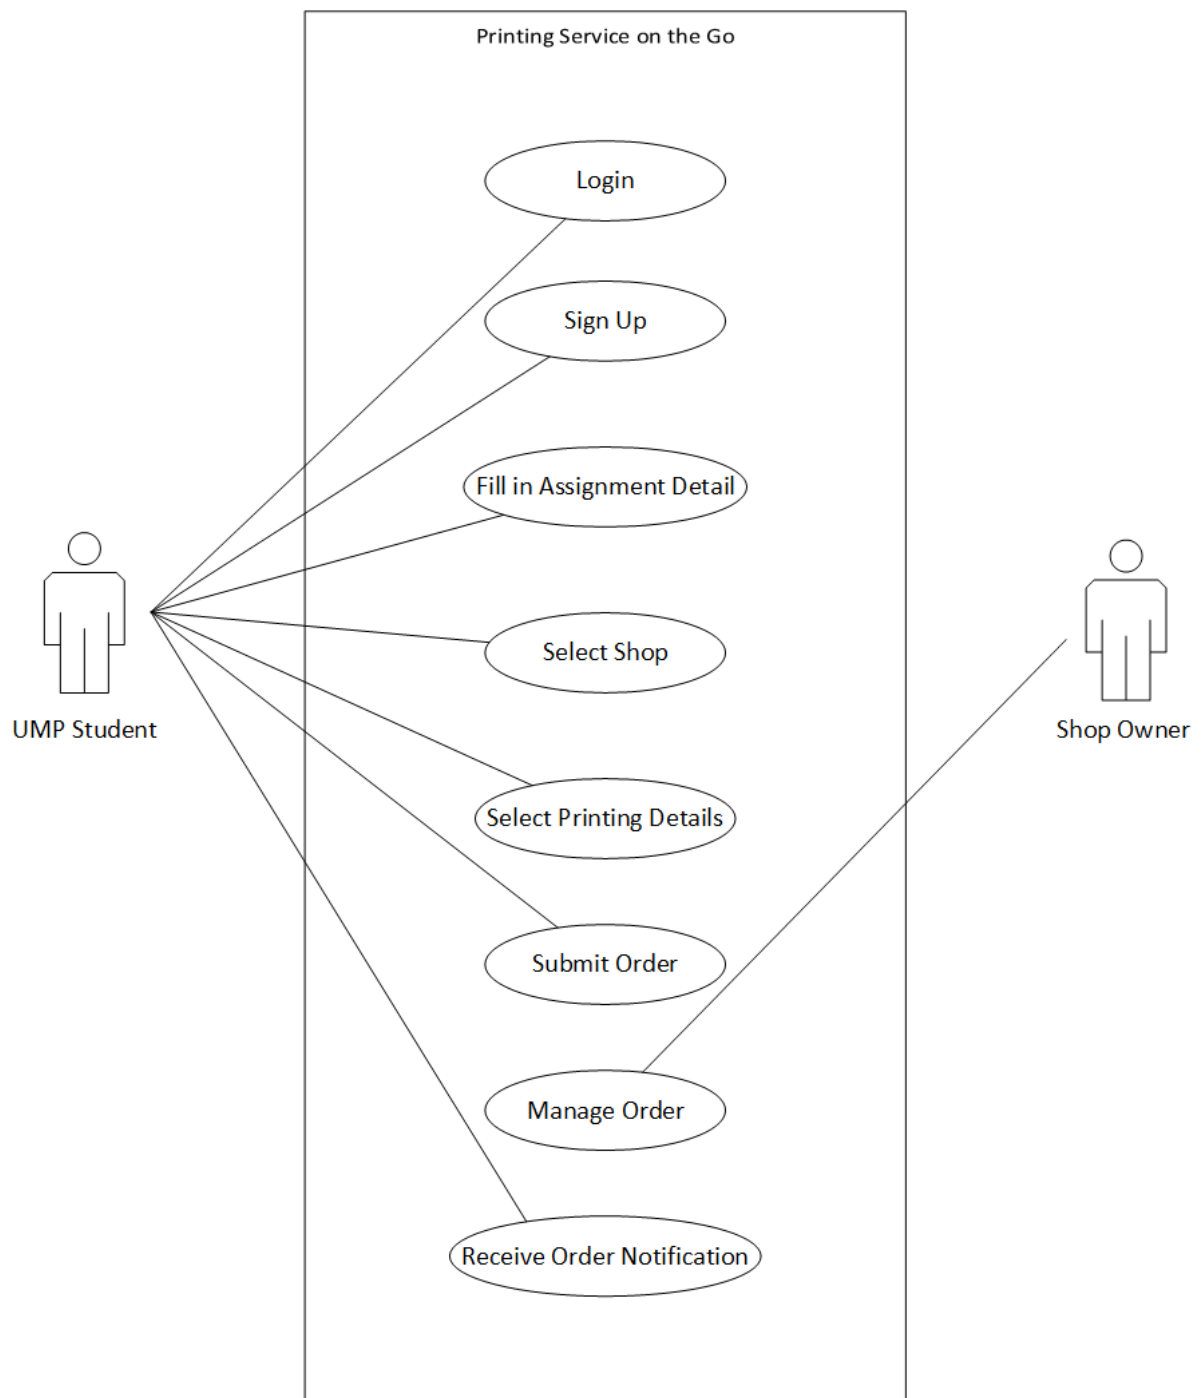 Printing Service on the Go
Login
Sign Up
Fill in Assignment Detail
Select Shop
UMP Student
Shop Owner
Select Printing Details
Submit Order
Manage Order
Receive Order Notification